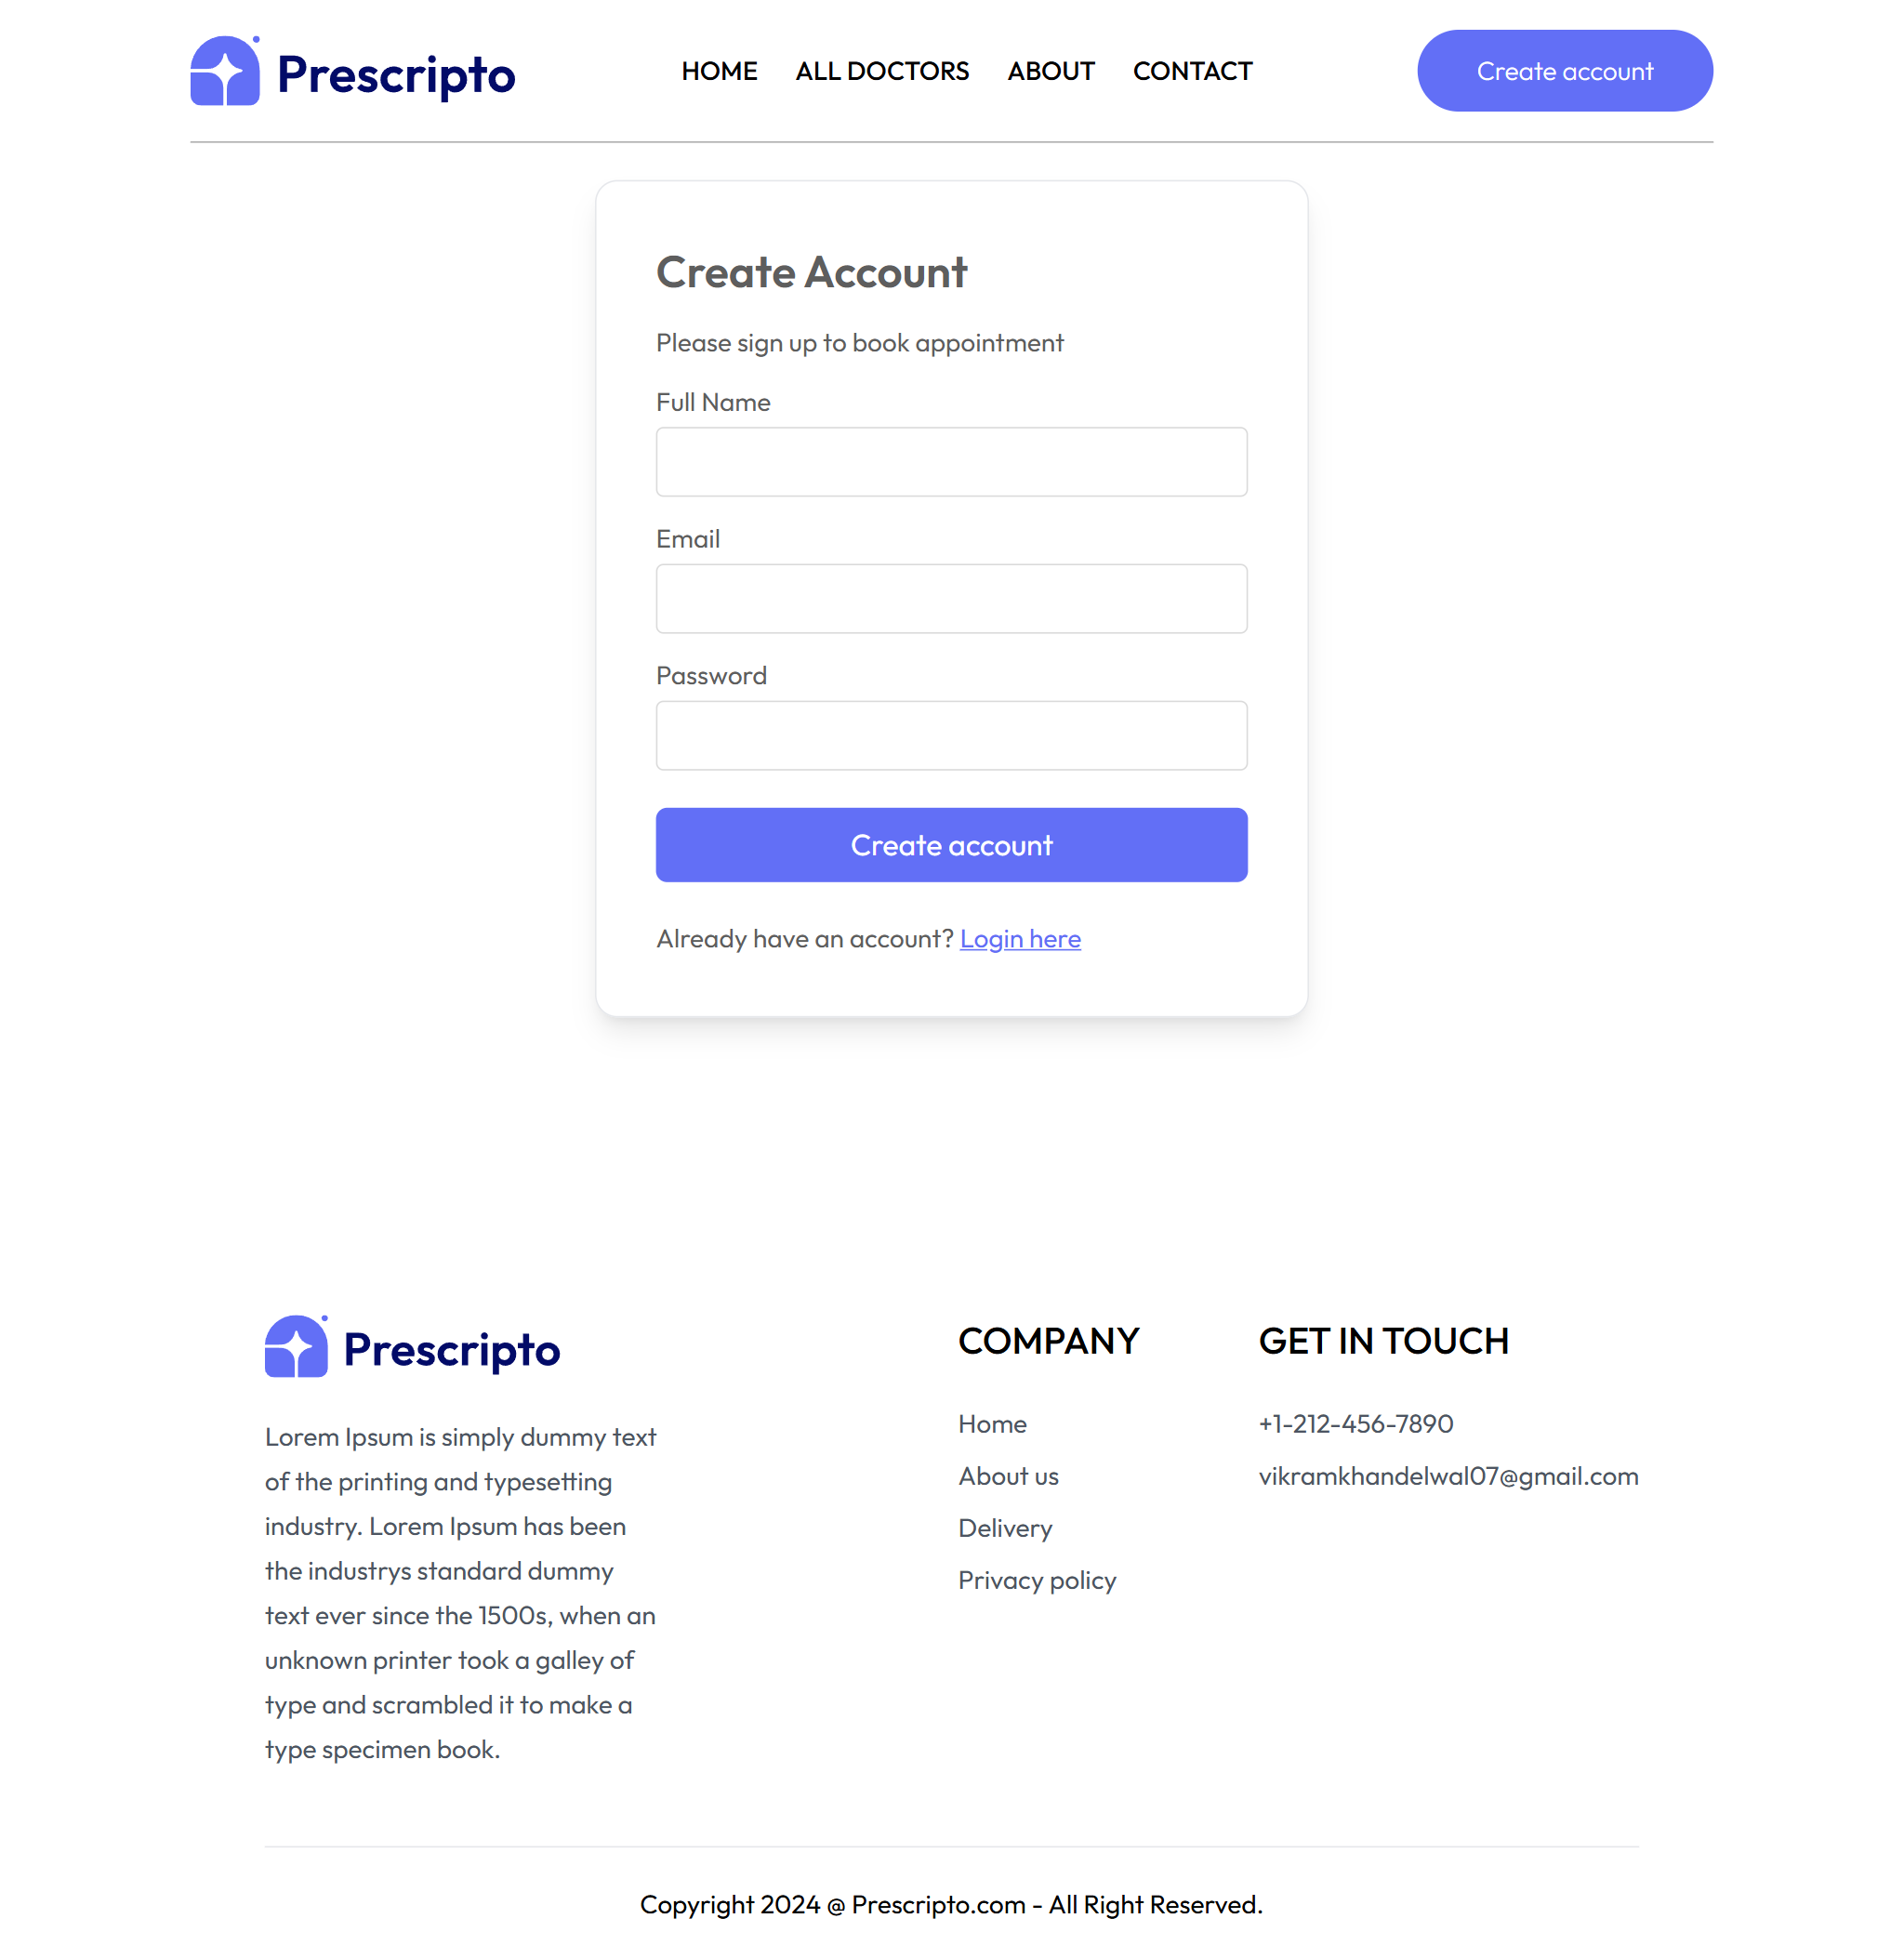 Prescripto
HOME ALL DOCTORS ABOUT CONTACT
Create account
Create Account
Please sign up to book appointment
Full Name
Email
Password
Create account
Already have an account? Login here
Prescripto
Lorem Ipsum is simply dummy text
of the printing and typesetting
industry. Lorem Ipsum has been
the industrys standard dummy
text ever since the 1500s, when an
unknown printer took a galley of
type and scrambled it to make a
type specimen book.
COMPANY
Home
About us
Delivery
Privacy policy
GET IN TOUCH
+1-212-456-7890
vikramkhandelwal07@gmail.com
Copyright 2024 @ Prescripto.com - All Right Reserved.